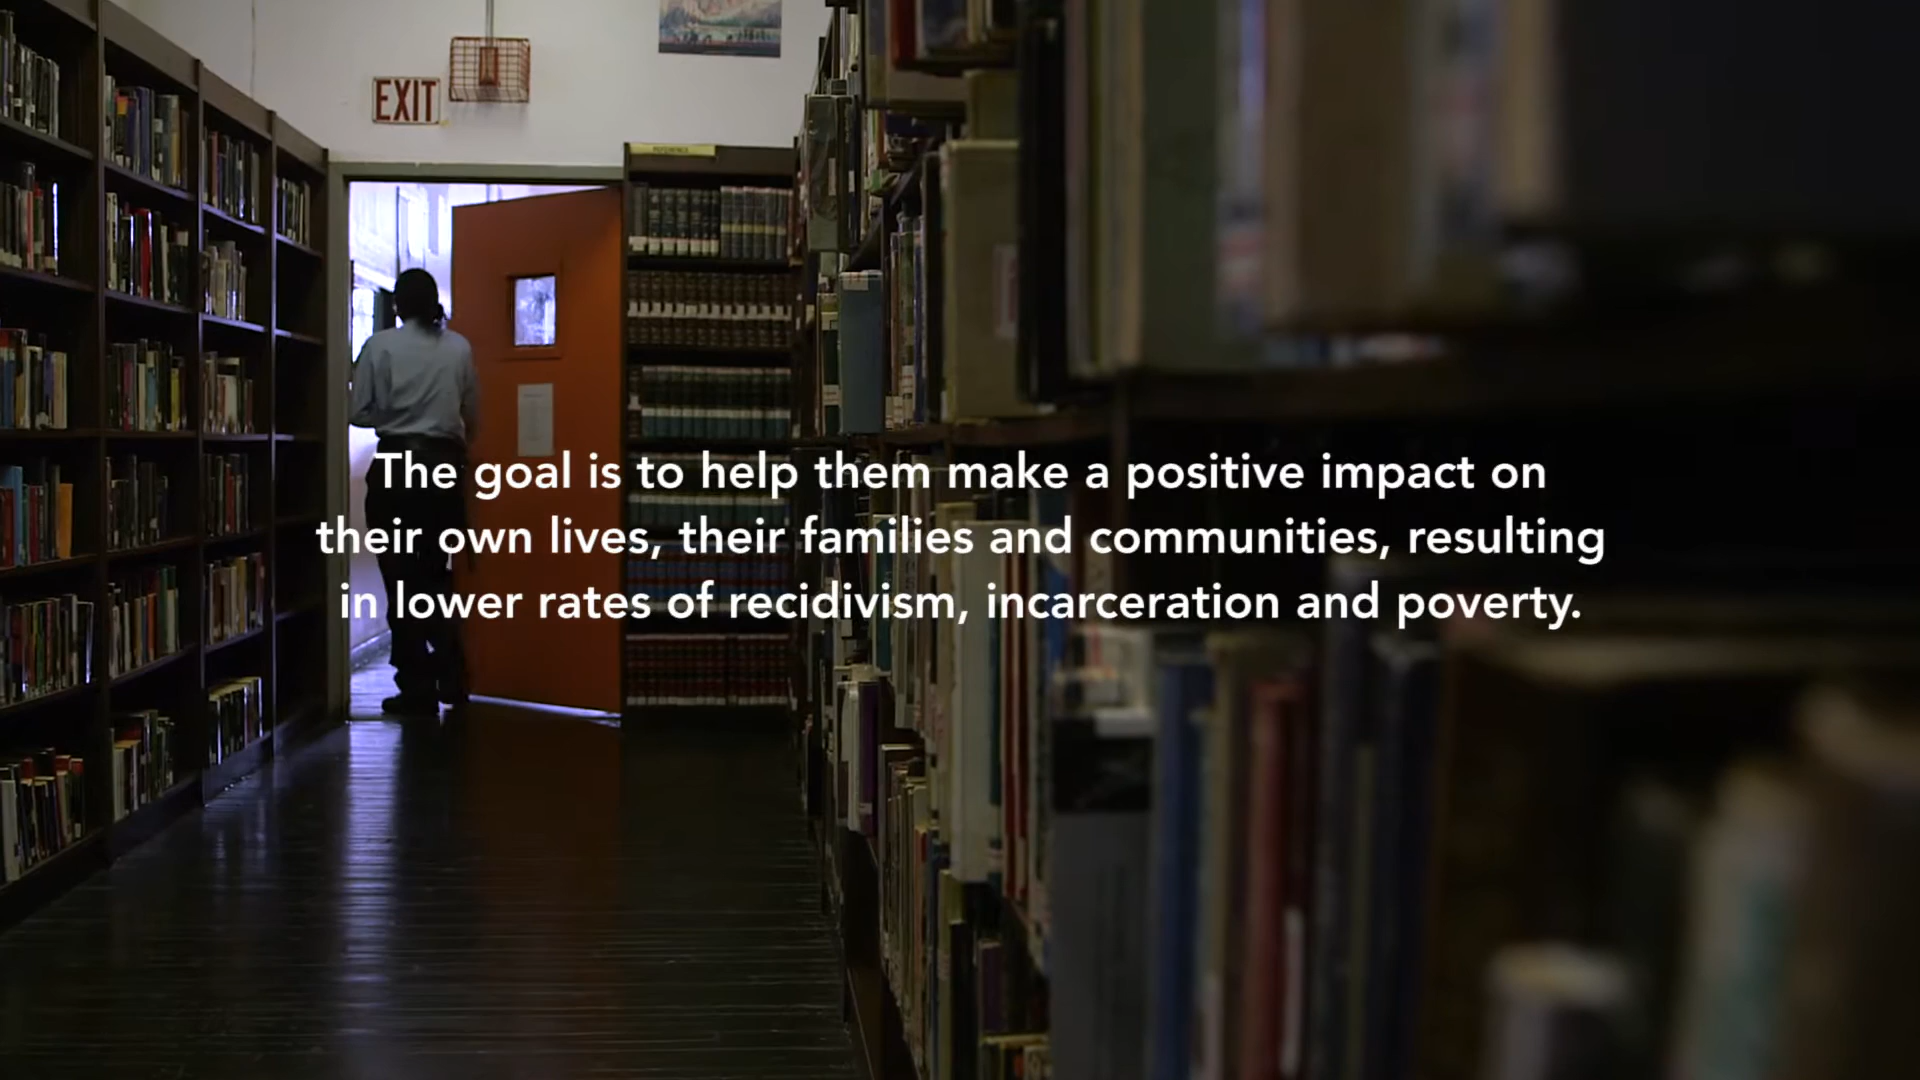 EXIT
REFERENCE
The goal is to help them make a positive impact on
their own lives, their families and communities, resulting
in lower rates of recidivism, incarceration and poverty.